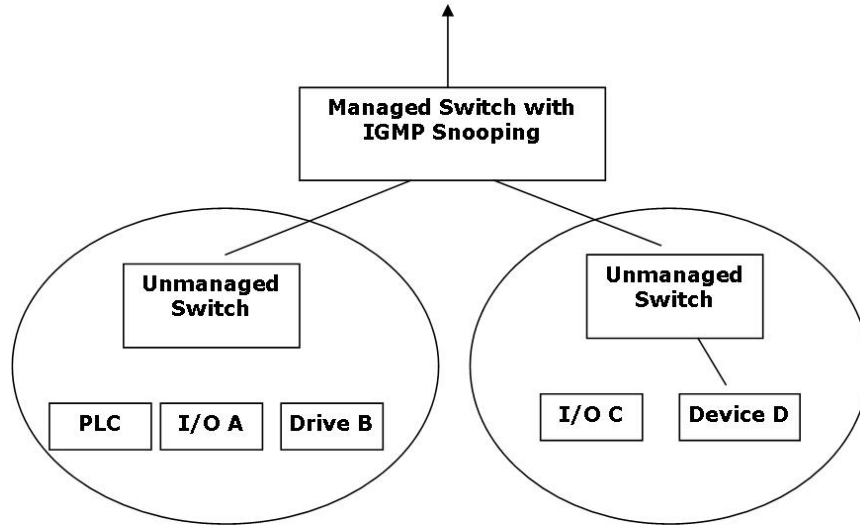 Managed Switch with
IGMP Snooping
Unmanaged
Switch
Unmanaged
Switch
PLC
I/O A
Drive B
I/O C
Device D